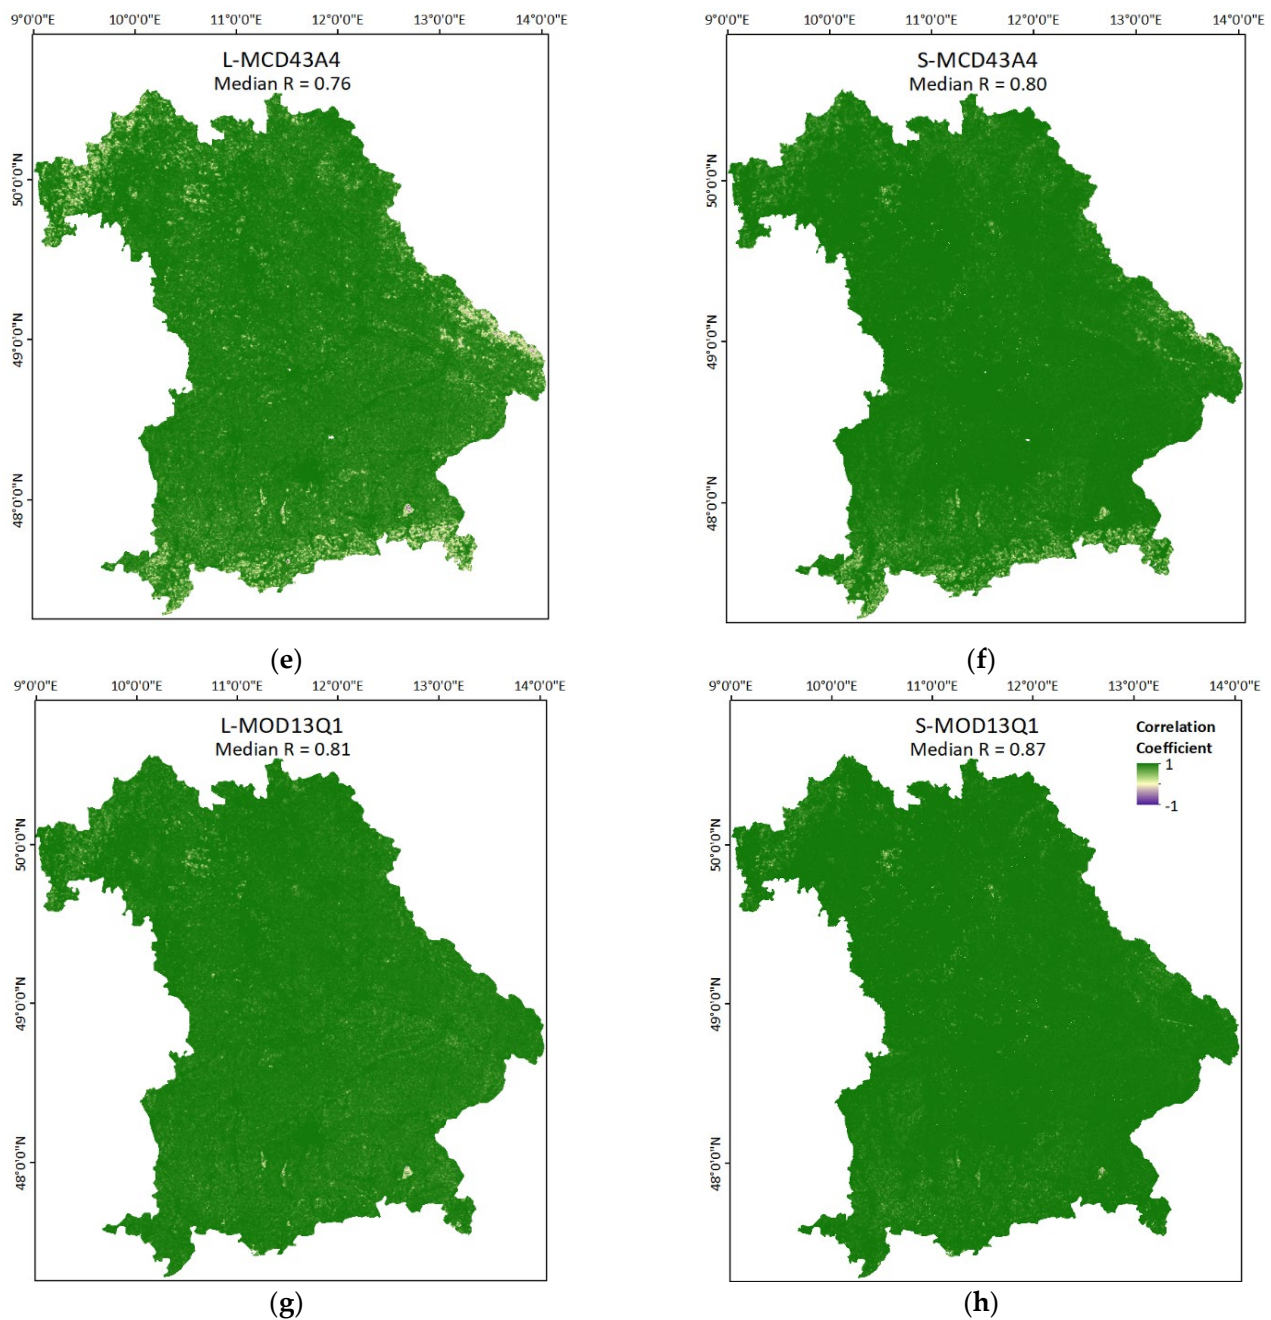 9°0'0"E 10°0'0"E 11°0'0"E 12°0'0"E 13°0'0"E 14°0'0"E
L-MCD43A4
Median R = 0.76
50°0'0"N
49°0'0"N
48°0'0"N
(e)
9°0'0"E 10°0'0"E 11°0'0"E 12°0'0"E 13°0'0"E 14°0'0"E
S-MCD43A4
Median R = 0.80
50°0'0"N
49°0'0"N
48°0'0"N
(f)
9°0'0"E 10°0'0"E 11°0'0"E 12°0'0"E 13°0'0"E 14°0'0"E
L-MOD13Q1
Median R = 0.81
50°0'0"N
49°0'0"N
48°0'0"N
(g)
9°0'0"E 10°0'0"E 11°0'0"E 12°0'0"E 13°0'0"E 14°0'0"E
S-MOD13Q1
Median R = 0.87
Correlation
Coefficient
1
-1
50°0'0"N
49°0'0"N
48°0'0"N
(h)